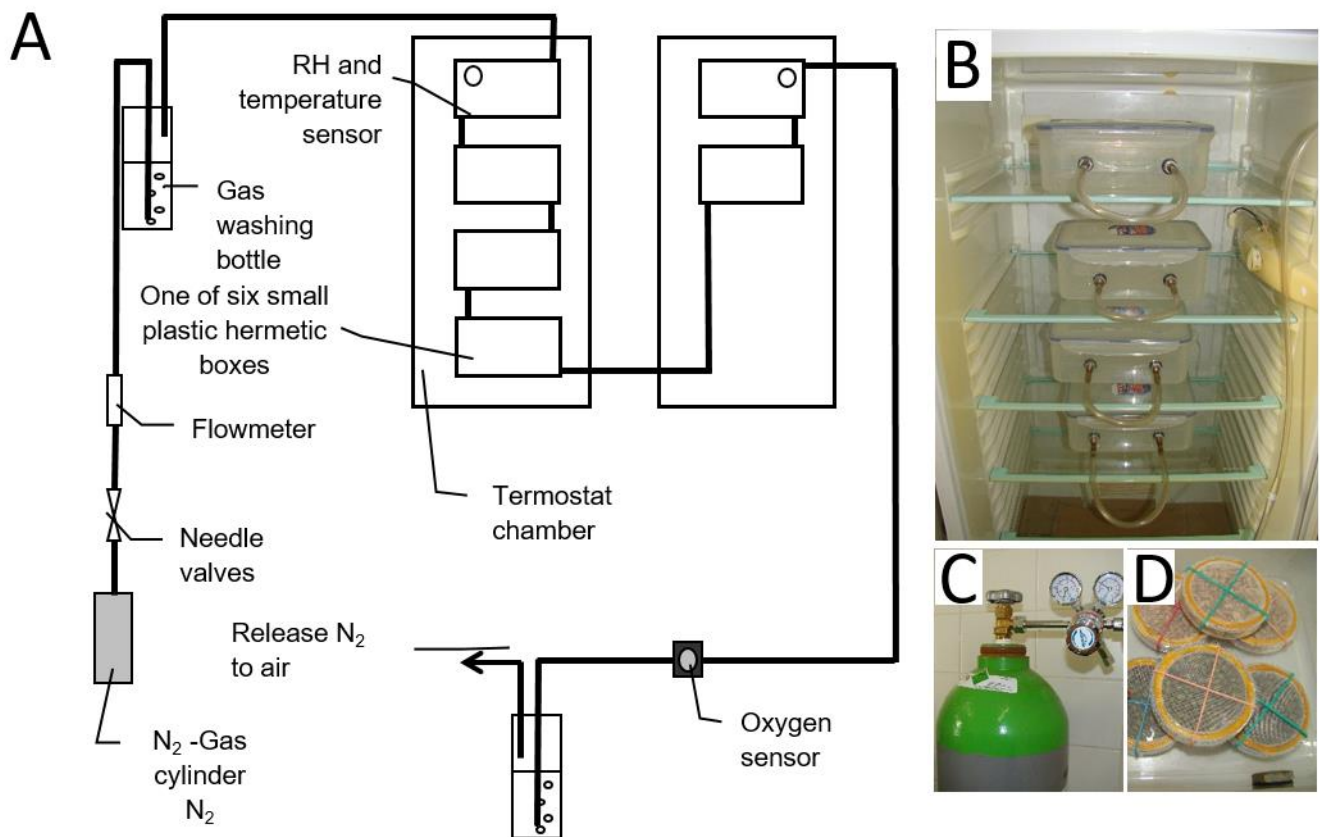 A
RH and
temperature
sensor
Gas
washing
bottle
One of six small
plastic hermetic
boxes
Flowmeter
Termostat
chamber
Needle
valves
Release N₂
to air
Oxygen
sensor
N₂ -Gas
cylinder
N₂
B
C
D